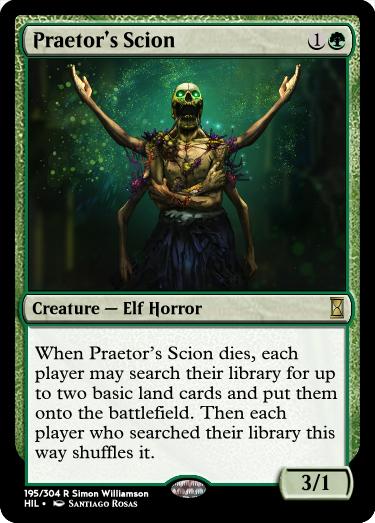 Praetor's Scion 1
Creature — Elf Horror
When Praetor's Scion dies, each
player may search their library for up
to two basic land cards and put them
onto the battlefield. Then each
player who searched their library this
way shuffles it.
3/1
195/304 R Simon Williamson
HIL • Santiago Rosas